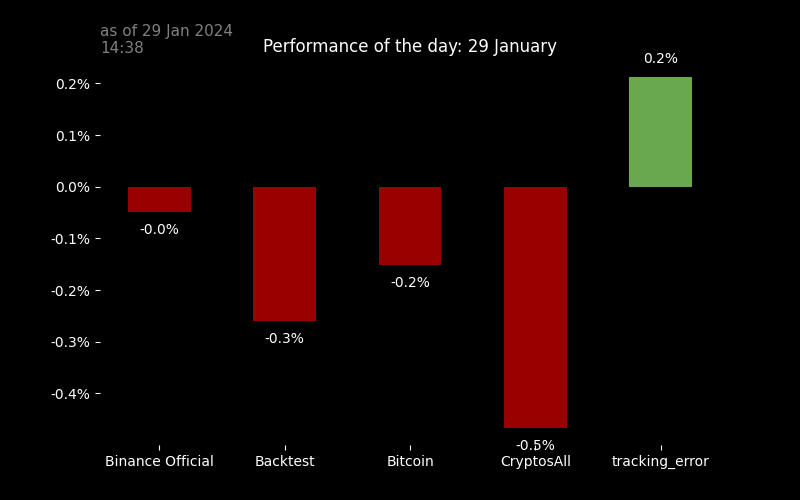 as of 29 Jan 2024
14:38
Performance of the day: 29 January
0.2%
0.2%
0.1%
0.0%
-0.1%
-0.2%
-0.3%
-0.4%
-0.0%
-0.3%
-0.2%
-0.5%
Binance Official
Backtest
Bitcoin
CryptosAll
tracking_error